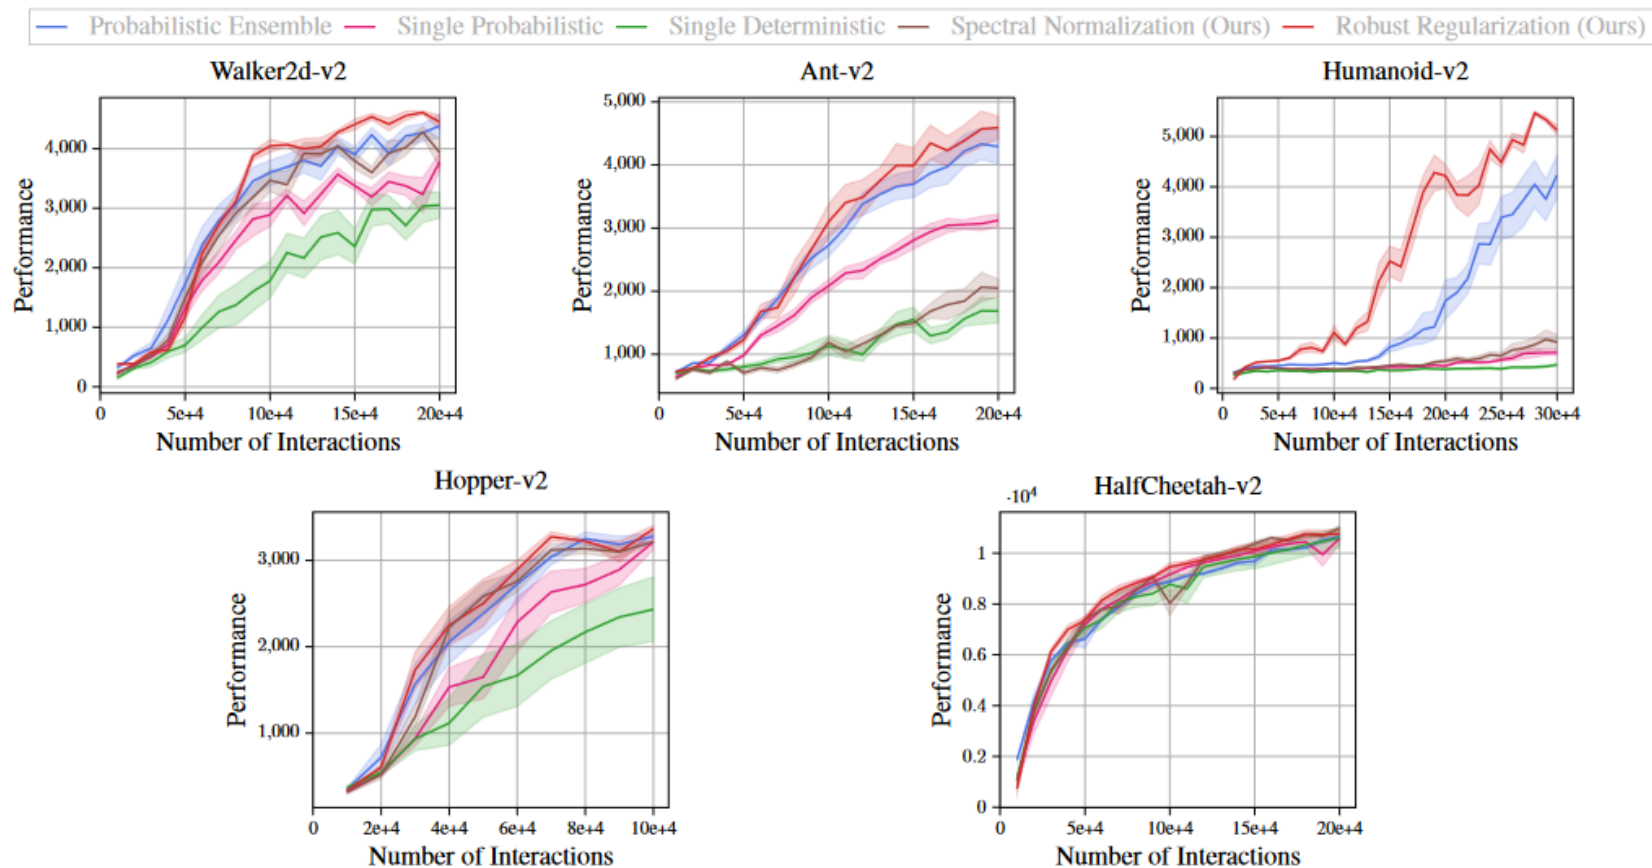 Probabilistic Ensemble Single Probabilistic Single Deterministic Spectral Normalization (Ours) Robust Regularization (Ours)
Walker2d-v2
4,000
3,000
2,000
1,000
0
Performance
0 5e+4 10e+4 15e+4 20e+4
Number of Interactions
Ant-v2
5,000
4,000
3,000
2,000
1,000
Performance
0 5e+4 10e+4 15e+4 20e+4
Number of Interactions
Humanoid-v2
5,000
4,000
3,000
2,000
1,000
0
Performance
0 5e+4 10e+4 15e+4 20e+4 25e+4 30e+4
Number of Interactions
Hopper-v2
3,000
2,000
1,000
Performance
0 2e+4 4e+4 6e+4 8e+4 10e+4
Number of Interactions
HalfCheetah-v2
·10⁴
1
0.8
0.6
0.4
0.2
0
Performance
0 5e+4 10e+4 15e+4 20e+4
Number of Interactions